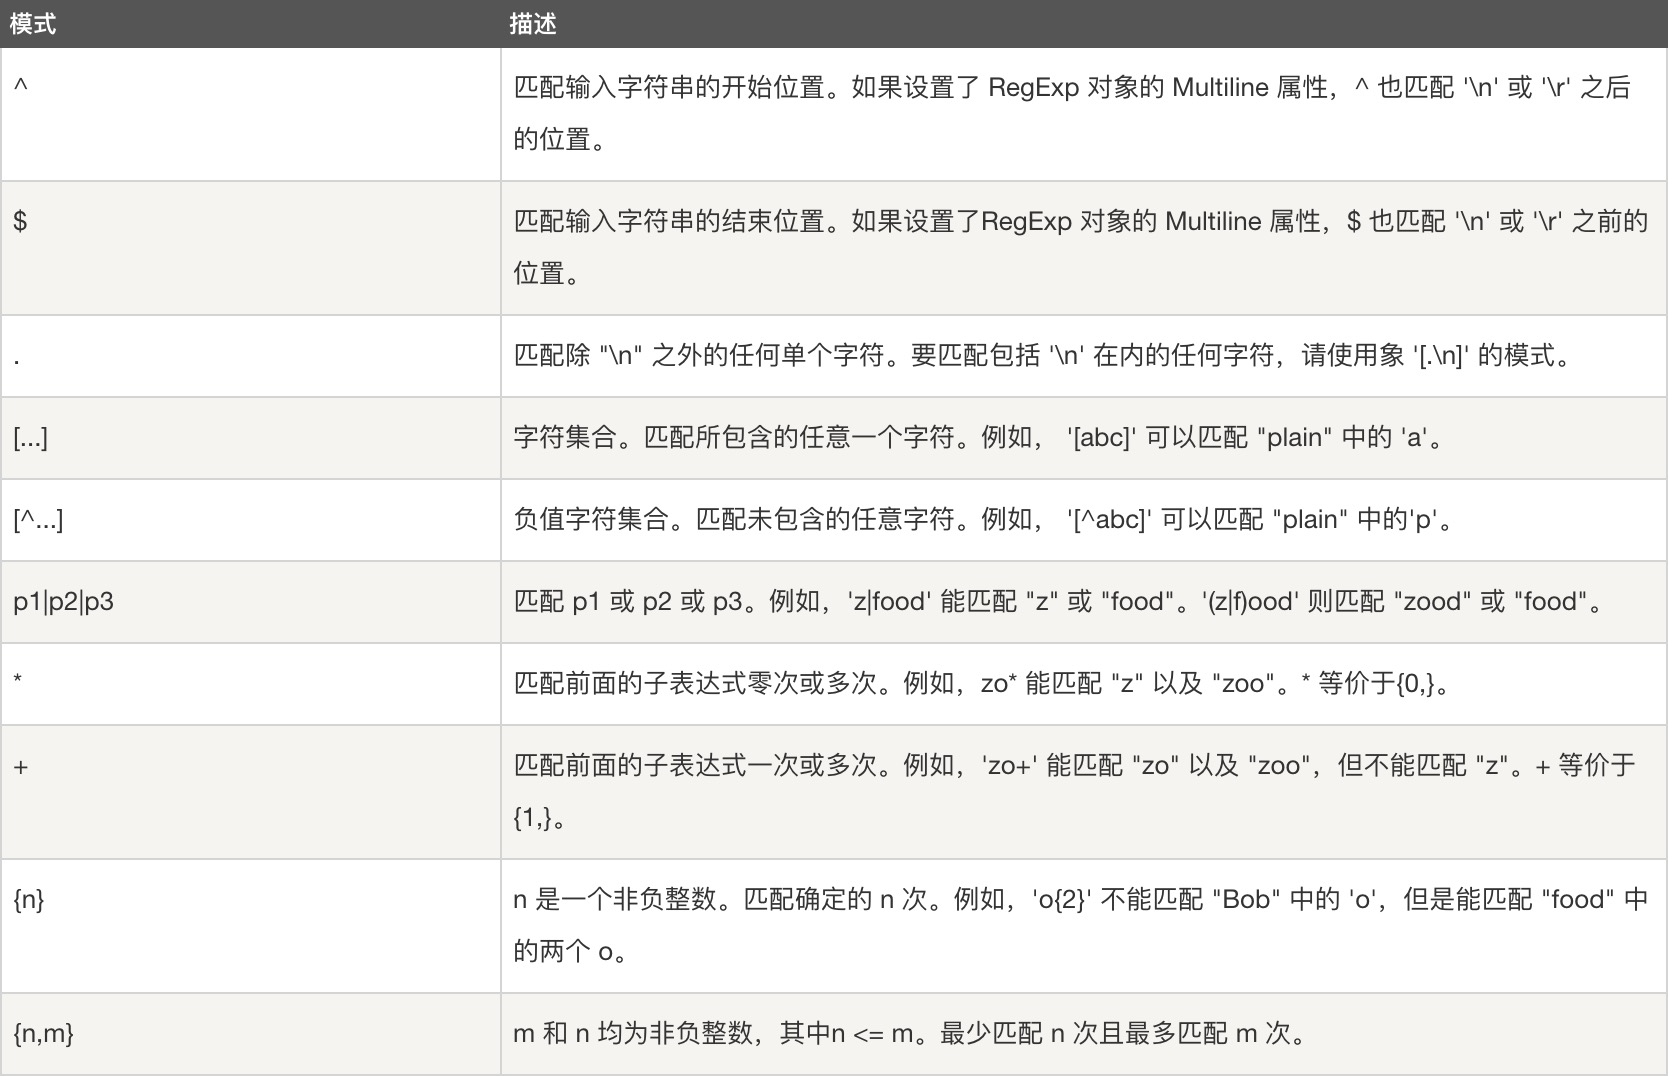 模式 描述
^ 匹配输入字符串的开始位置。如果设置了 RegExp 对象的 Multiline 属性，^ 也匹配 '\n' 或 '\r' 之后
的位置。
$ 匹配输入字符串的结束位置。如果设置了RegExp 对象的 Multiline 属性，$ 也匹配 '\n' 或 '\r' 之前的
位置。
. 匹配除 "\n" 之外的任何单个字符。要匹配包括 '\n' 在内的任何字符，请使用象 '[.\n]' 的模式。
[...] 字符集合。匹配所包含的任意一个字符。例如， '[abc]' 可以匹配 "plain" 中的 'a'。
[^...] 负值字符集合。匹配未包含的任意字符。例如， '[^abc]' 可以匹配 "plain" 中的'p'。
p1|p2|p3 匹配 p1 或 p2 或 p3。例如，'z|food' 能匹配 "z" 或 "food"。'(z|f)ood' 则匹配 "zood" 或 "food"。
* 匹配前面的子表达式零次或多次。例如，zo* 能匹配 "z" 以及 "zoo"。* 等价于{0,}。
+ 匹配前面的子表达式一次或多次。例如，'zo+' 能匹配 "zo" 以及 "zoo"，但不能匹配 "z"。+ 等价于
{1,}。
{n} n 是一个非负整数。匹配确定的 n 次。例如，'o{2}' 不能匹配 "Bob" 中的 'o'，但是能匹配 "food" 中
的两个 o。
{n,m} m 和 n 均为非负整数，其中n <= m。最少匹配 n 次且最多匹配 m 次。